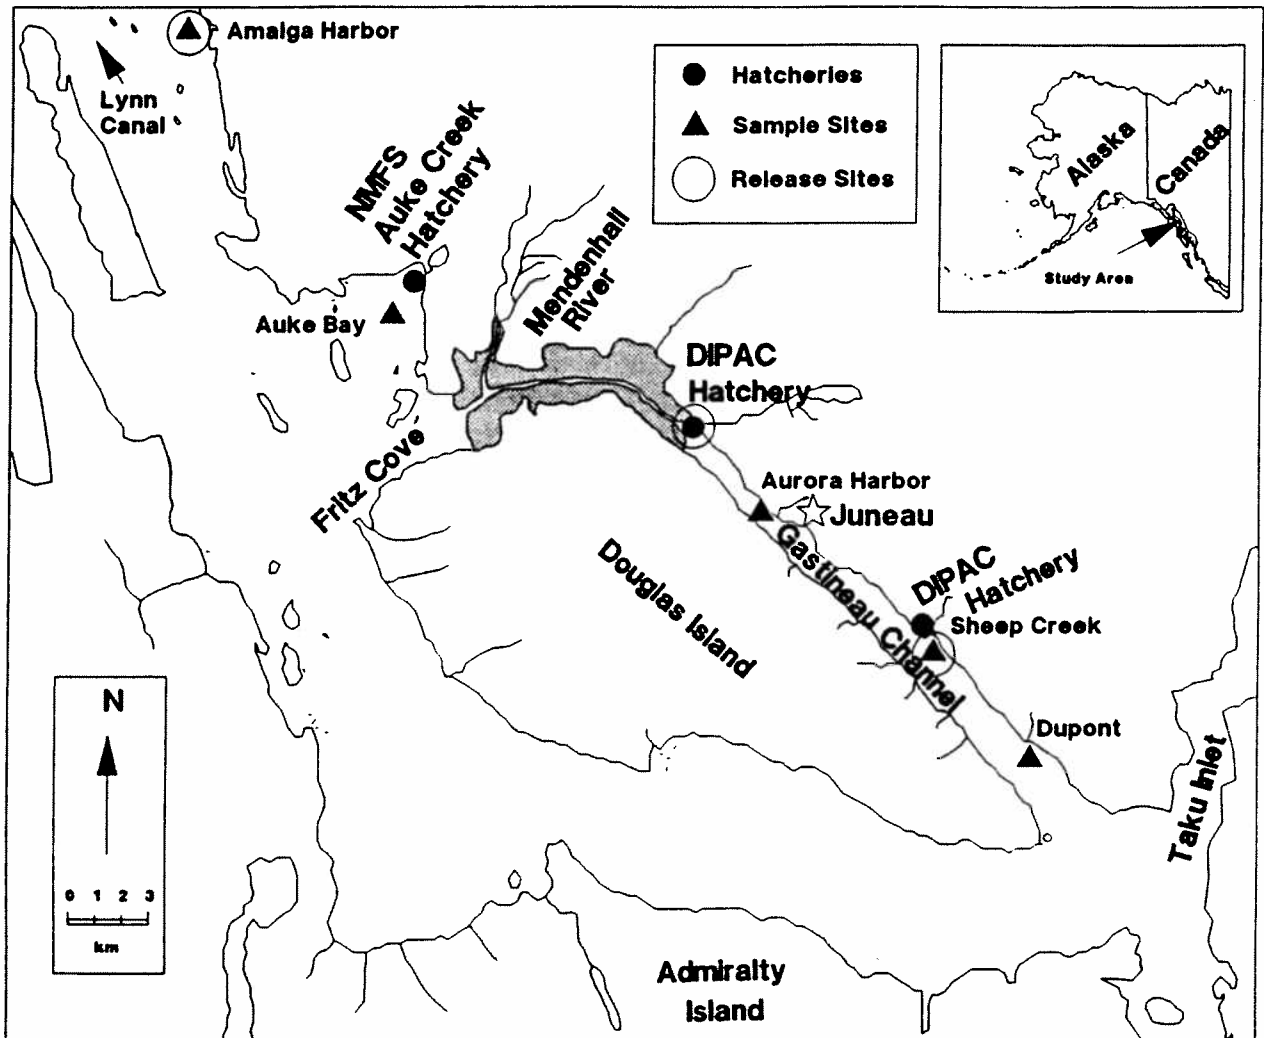 Amalga Harbor
Lynn
Canal
NMFS
Auke Creek
Hatchery
Auke Bay
Mendenhall
River
Hatcheries
Sample Sites
Release Sites
Alaska
Canada
Study Area
DIPAC
Hatchery
Fritz Cove
Aurora Harbor
Juneau
Gastineau Channel
Douglas Island
DIPAC
Hatchery
Sheep Creek
Dupont
Taku Inlet
N
0 1 2 3
km
Admiralty
Island